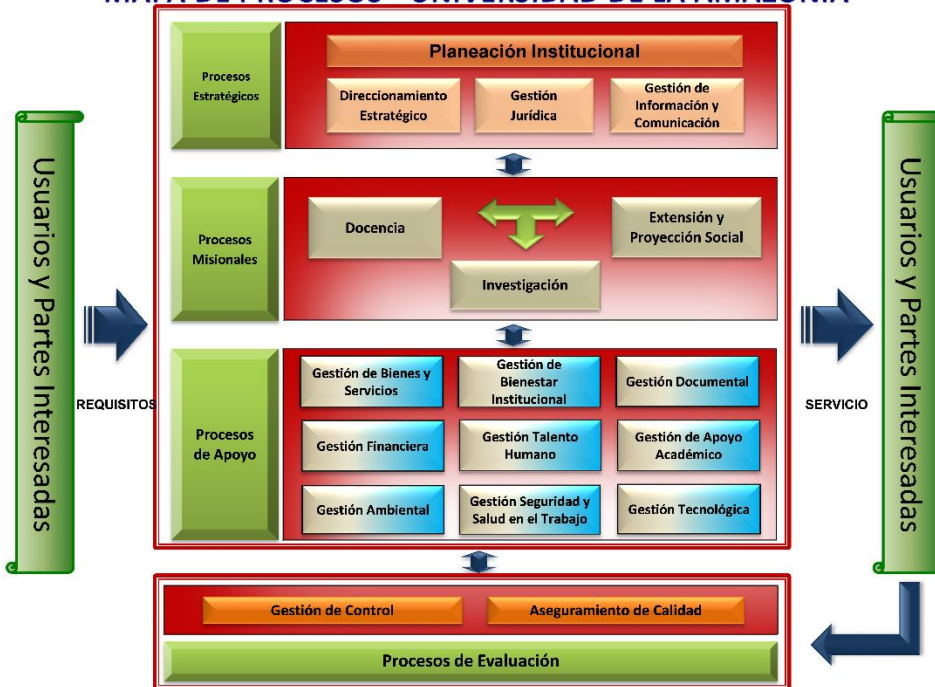 MAPA DE PROCESOS - UNIVERSIDAD DE LA AMAZONIA
Procesos
Estratégicos
Planeación Institucional
Direccionamiento
Estratégico
Gestión
Jurídica
Gestión de
Información y
Comunicación
Usuarios y Partes Interesadas
REQUISITOS
Procesos
Misionales
Docencia
Extensión y
Proyección Social
Investigación
Procesos
de Apoyo
Gestión de Bienes y
Servicios
Gestión de
Bienestar
Institucional
Gestión Documental
Gestión Financiera
Gestión Talento
Humano
Gestión de Apoyo
Académico
Gestión Ambiental
Gestión Seguridad y
Salud en el Trabajo
Gestión Tecnológica
SERVICIO
Usuarios y Partes Interesadas
Gestión de Control
Aseguramiento de Calidad
Procesos de Evaluación